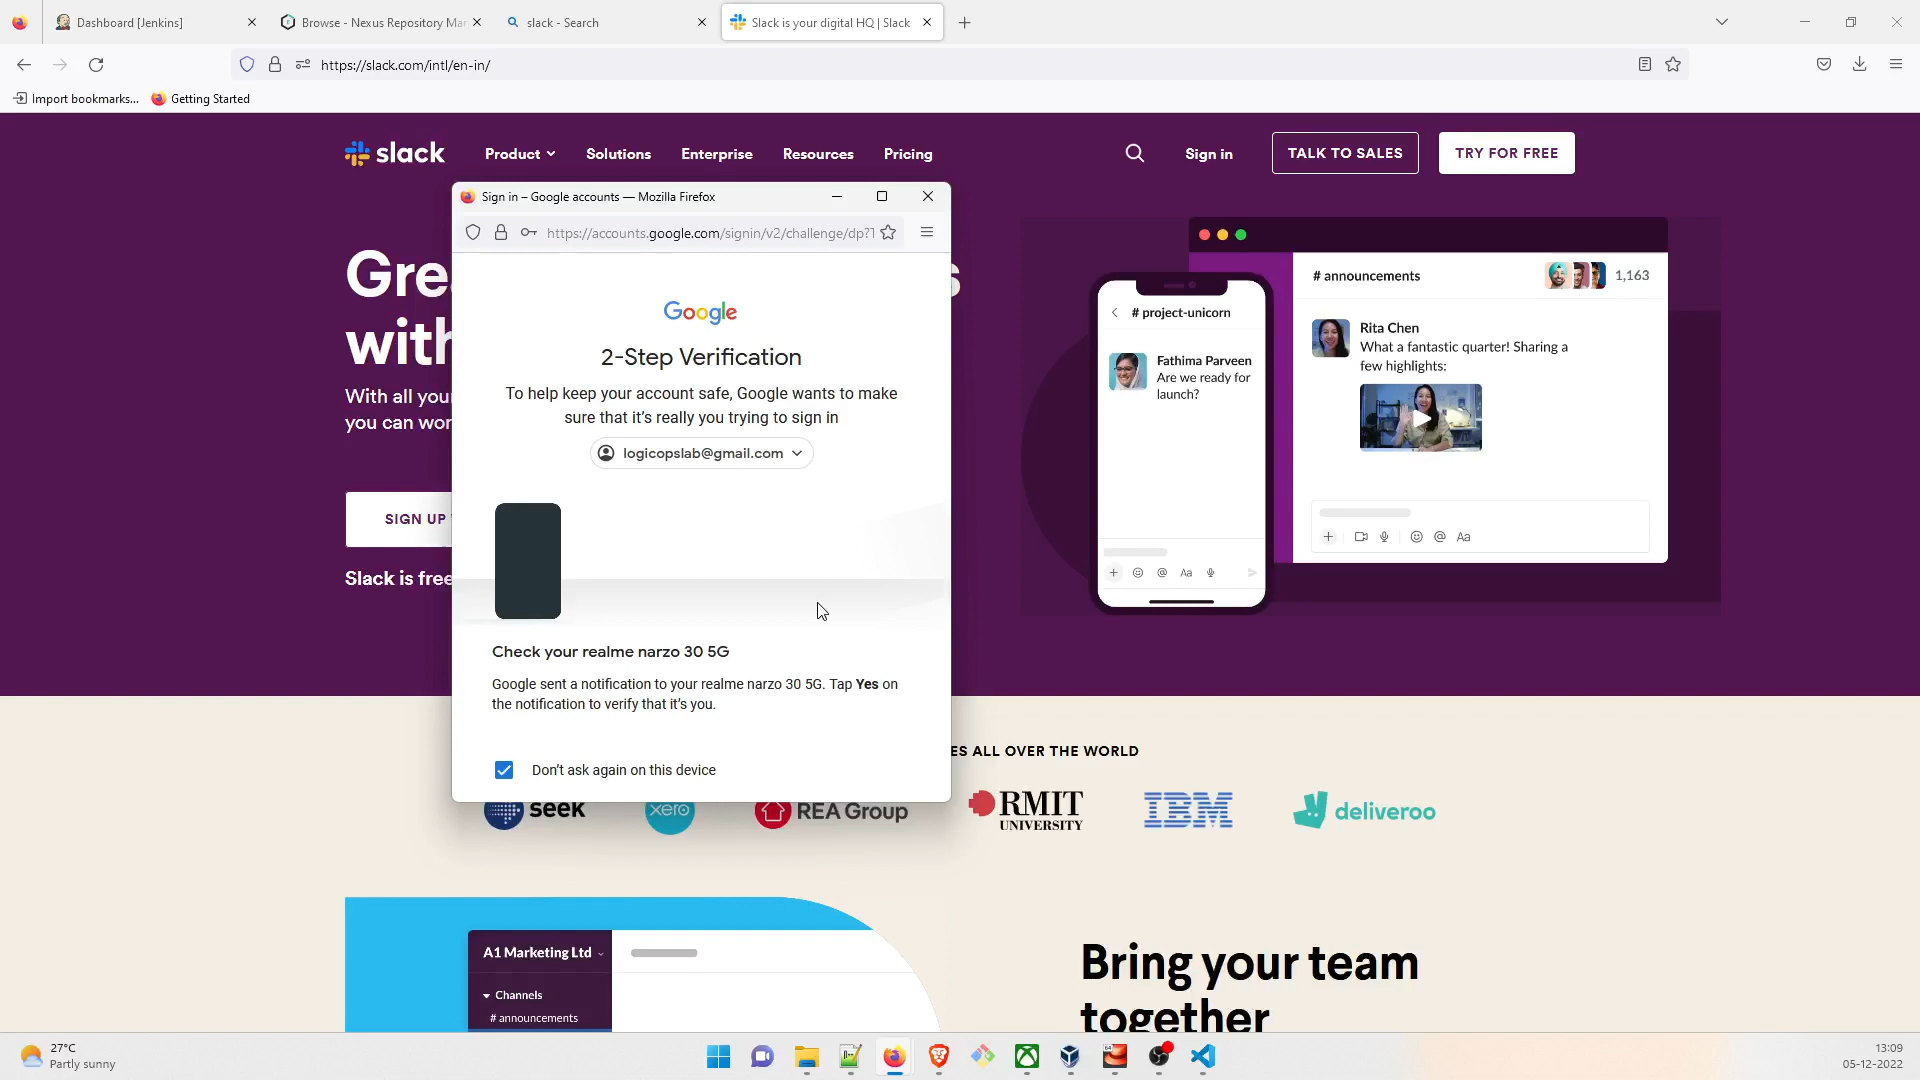 Dashboard [Jenkins]
Browse - Nexus Repository Mar
slack - Search
Slack is your digital HQ | Slack
https://slack.com/intl/en-in/
Import bookmarks...
Getting Started
slack
Product
Solutions
Enterprise
Resources
Pricing
Sign in
TALK TO SALES
TRY FOR FREE
Sign in – Google accounts — Mozilla Firefox
https://accounts.google.com/signin/v2/challenge/dp?T
Google
2-Step Verification
To help keep your account safe, Google wants to make
sure that it's really you trying to sign in
logicopslab@gmail.com
Check your realme narzo 30 5G
Google sent a notification to your realme narzo 30 5G. Tap Yes on
the notification to verify that it's you.
Don't ask again on this device
Gre
s
with
With all you
you can wor
SIGN UP
Slack is free
# project-unicorn
Fathima Parveen
Are we ready for
launch?
Aa
# announcements
1,163
Rita Chen
What a fantastic quarter! Sharing a
few highlights:
Aa
ES ALL OVER THE WORLD
seek
xero
REA Group
RMIT
UNIVERSITY
IBM
deliveroo
A1 Marketing Ltd
Channels
# announcements
Bring your team
together
27°C
Partly sunny
13:09
05-12-2022